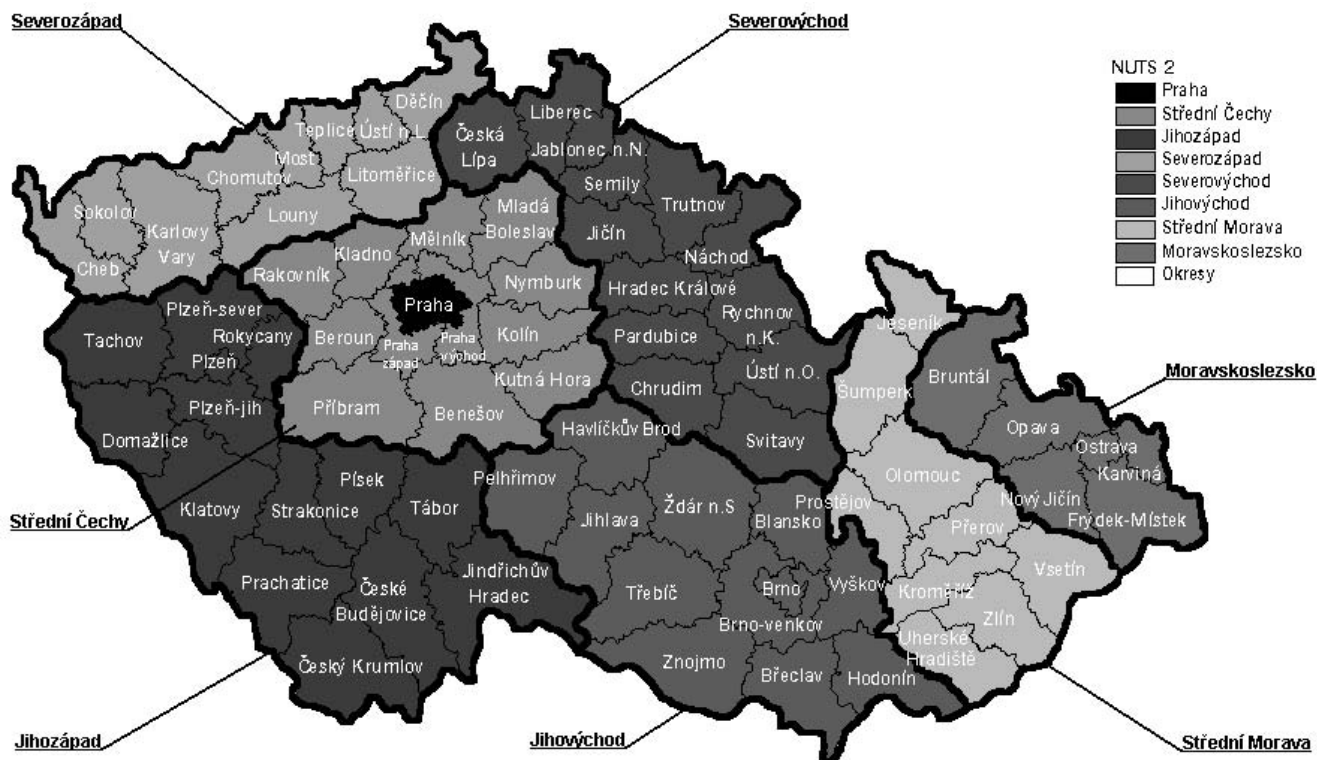 Severozápad
Severovýchod
NUTS 2
Praha
Střední Čechy
Jihozápad
Severozápad
Severovýchod
Jihovýchod
Střední Morava
Moravskoslezsko
Okresy
Děčín
Teplice
Ústí n.L.
Most
Chomutov
Litoměřice
Sokolov
Louny
Karlovy
Vary
Cheb
Česká
Lípa
Liberec
Jablonec n.N.
Semily
Trutnov
Jičín
Náchod
Hradec Králové
Rychnov
n.K.
Pardubice
Ústí n.O.
Chrudim
Svitavy
Mladá
Boleslav
Mělník
Kladno
Rakovník
Nymburk
Praha
Beroun
Praha
západ
Praha
východ
Kolín
Kutná Hora
Příbram
Benešov
Plzeň-sever
Tachov
Rokycany
Plzeň
Plzeň-jih
Domažlice
Klatovy
Strakonice
Písek
Tábor
Prachatice
České
Budějovice
Jindřichův
Hradec
Český Krumlov
Havlíčkův Brod
Pelhřimov
Jihlava
Ždár n.S
Blansko
Třebíč
Brno
Vyškov
Brno-venkov
Znojmo
Břeclav
Hodonín
Jeseník
Šumperk
Olomouc
Prostějov
Přerov
Kroměříž
Vsetín
Zlín
Uherské
Hradiště
Bruntál
Opava
Ostrava
Karviná
Nový Jičín
Frýdek-Místek
Moravskoslezsko
Střední Čechy
Jihozápad
Jihovýchod
Střední Morava